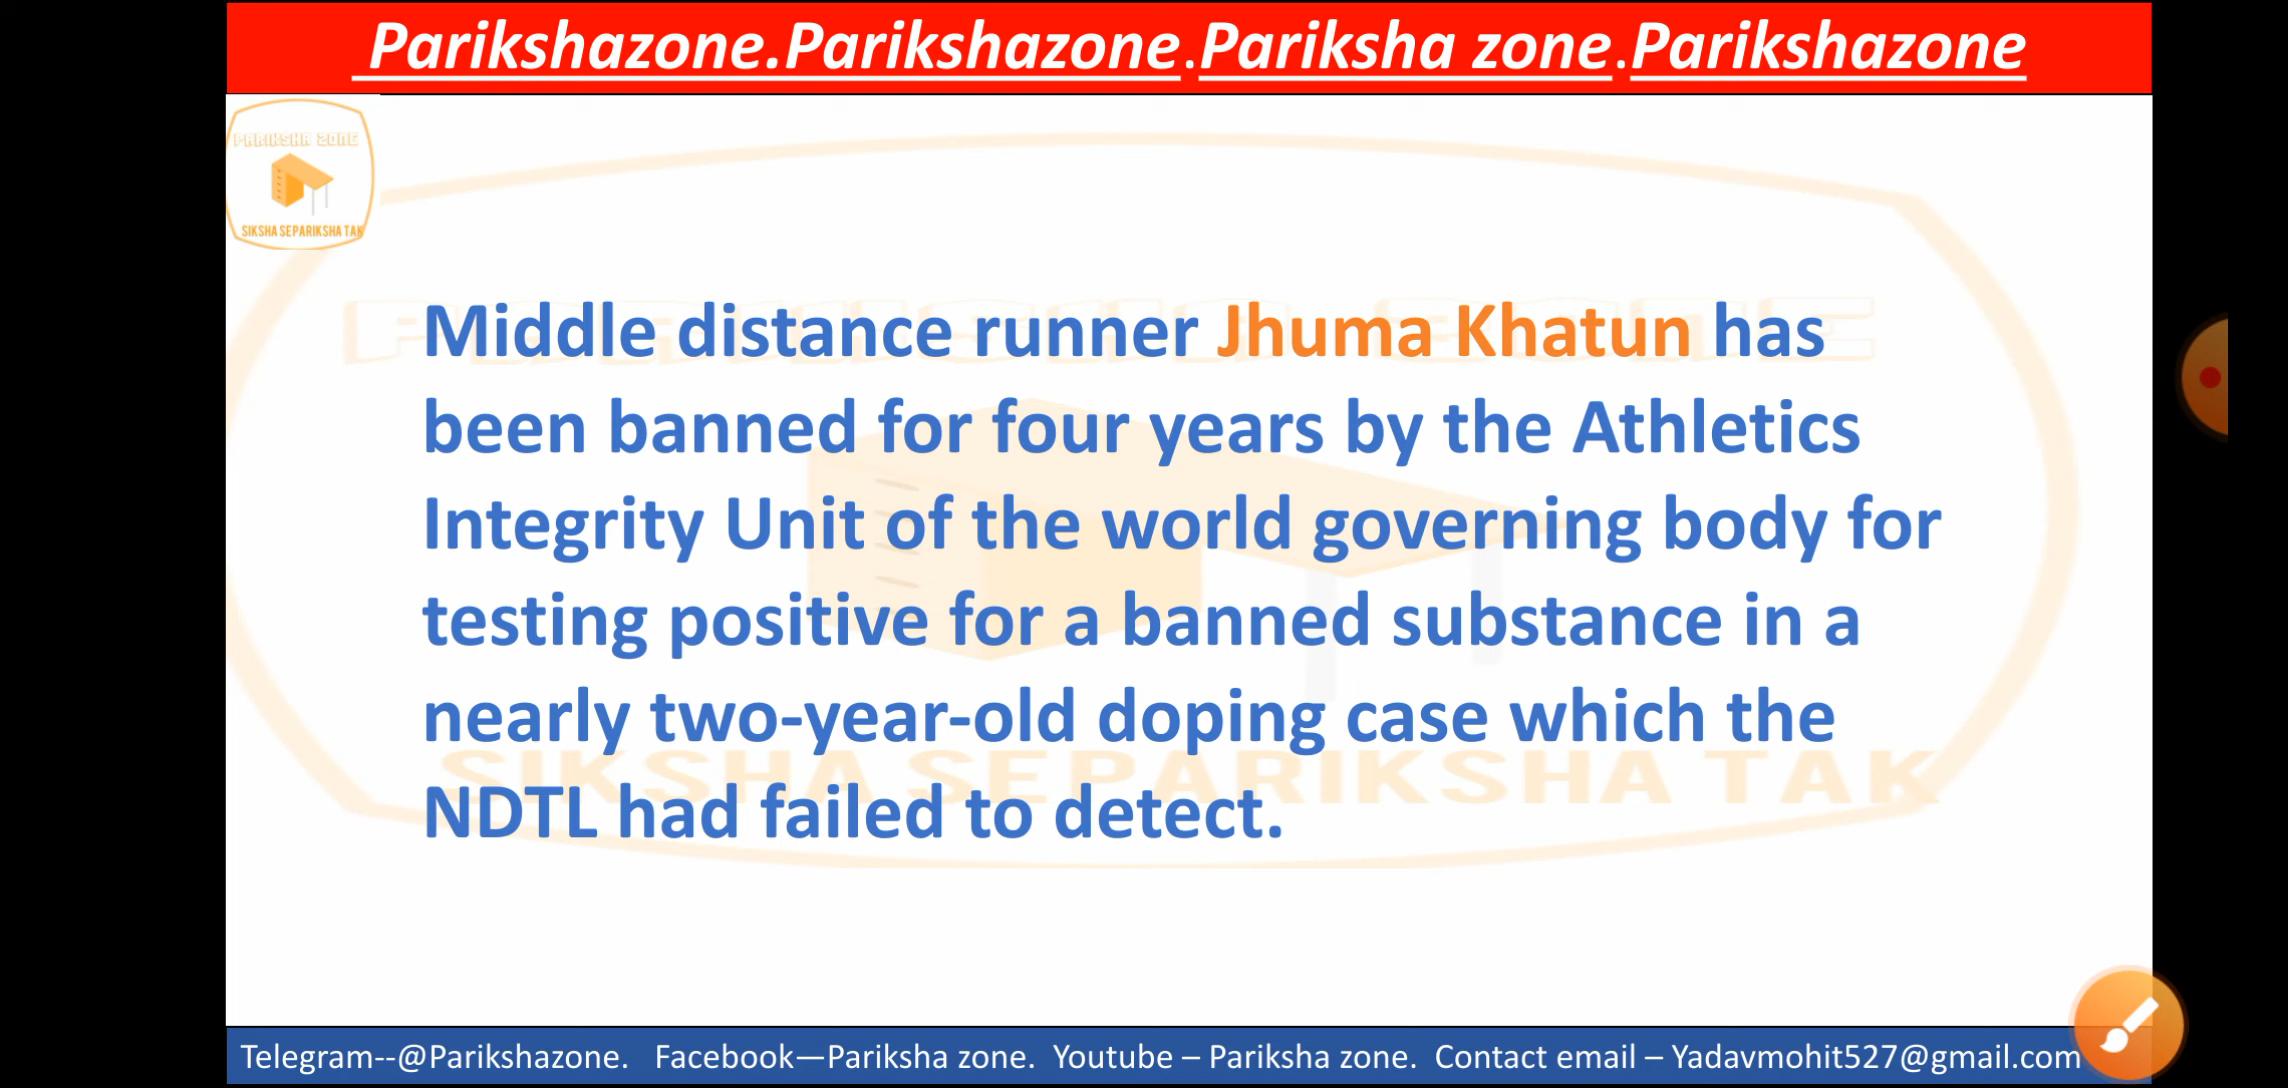 Parikshazone.Parikshazone.Pariksha zone.Parikshazone
PARIKSHA ZONE
SIKSHA SEPARIKSHA TAK
Middle distance runner Jhuma Khatun has
been banned for four years by the Athletics
Integrity Unit of the world governing body for
testing positive for a banned substance in a
nearly two-year-old doping case which the
SIKSHA SEPARIKSHA TAK
NDTL had failed to detect.
Telegram--@Parikshazone. Facebook—Pariksha zone. Youtube – Pariksha zone. Contact email – Yadavmohit527@gmail.com